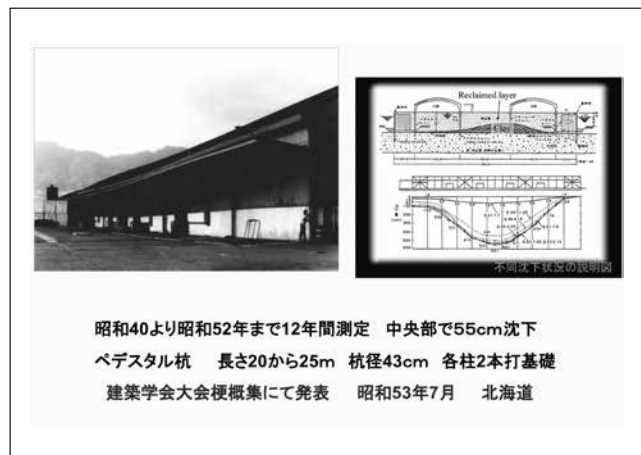 Reclaimed layer
Clay
不同沈下状況の説明図
昭和40より昭和52年まで12年間測定 中央部で55cm沈下
ペデスタル杭 長さ20から25m 杭径43cm 各柱2本打基礎
建築学会大会梗概集にて発表 昭和53年7月 北海道